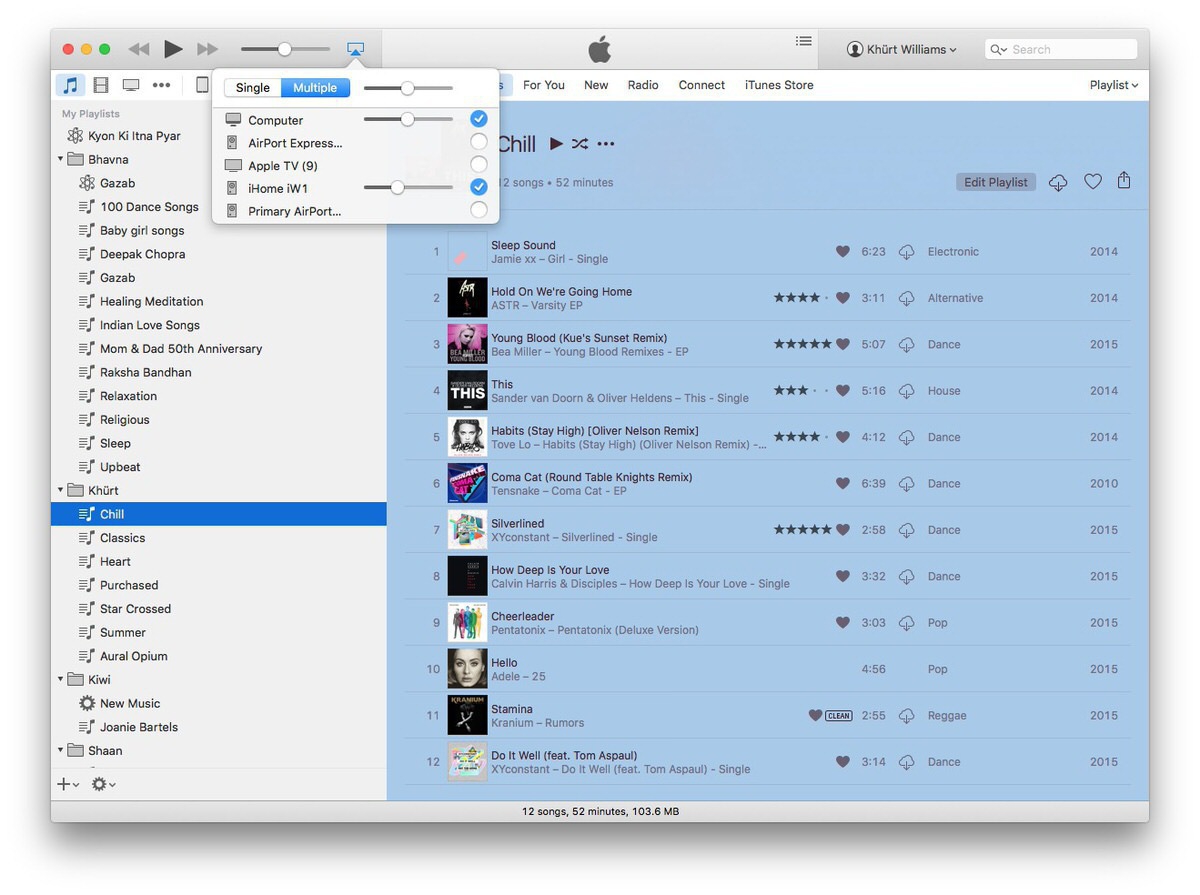 Khürt Williams
Search
Single Multiple
Computer
AirPort Express...
Apple TV (9)
iHome iW1
Primary AirPort...
For You New Radio Connect iTunes Store
Playlist
My Playlists
Kyon Ki Itna Pyar
Bhavna
Gazab
100 Dance Songs
Baby girl songs
Deepak Chopra
Gazab
Healing Meditation
Indian Love Songs
Mom & Dad 50th Anniversary
Raksha Bandhan
Relaxation
Religious
Sleep
Upbeat
Khürt
Chill
Classics
Heart
Purchased
Star Crossed
Summer
Aural Opium
Kiwi
New Music
Joanie Bartels
Shaan
Chill
12 songs • 52 minutes
Edit Playlist
1 Sleep Sound 6:23 Electronic 2014
Jamie xx – Girl - Single
2 Hold On We're Going Home 3:11 Alternative 2014
ASTR – Varsity EP
3 Young Blood (Kue's Sunset Remix) 5:07 Dance 2015
Bea Miller – Young Blood Remixes - EP
4 This 5:16 House 2014
Sander van Doorn & Oliver Heldens – This - Single
5 Habits (Stay High) [Oliver Nelson Remix] 4:12 Dance 2014
Tove Lo – Habits (Stay High) (Oliver Nelson Remix) –...
6 Coma Cat (Round Table Knights Remix) 6:39 Dance 2010
Tensnake – Coma Cat - EP
7 Silverlined 2:58 Dance 2015
XYconstant – Silverlined - Single
8 How Deep Is Your Love 3:32 Dance 2015
Calvin Harris & Disciples – How Deep Is Your Love - Single
9 Cheerleader 3:03 Pop 2015
Pentatonix – Pentatonix (Deluxe Version)
10 Hello 4:56 Pop 2015
Adele – 25
11 Stamina CLEAN 2:55 Reggae 2015
Kranium – Rumors
12 Do It Well (feat. Tom Aspaul) 3:14 Dance 2015
XYconstant – Do It Well (feat. Tom Aspaul) - Single
ASTR
BEA MILLER
YOUNG BLOOD
THIS
HABITS
TENSNAKE
COMA
CAT
KRANIUM
12 songs, 52 minutes, 103.6 MB